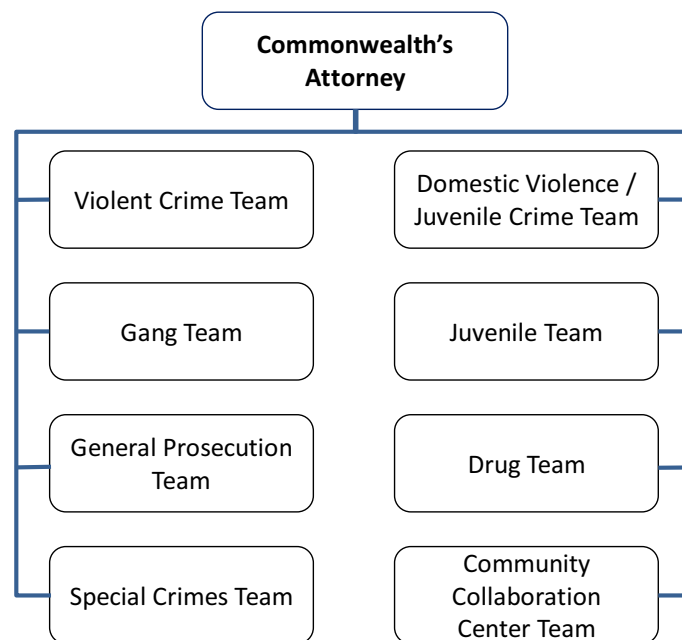 Commonwealth’s
Attorney
Violent Crime Team
Domestic Violence /
Juvenile Crime Team
Gang Team
Juvenile Team
General Prosecution
Team
Drug Team
Special Crimes Team
Community
Collaboration
Center Team